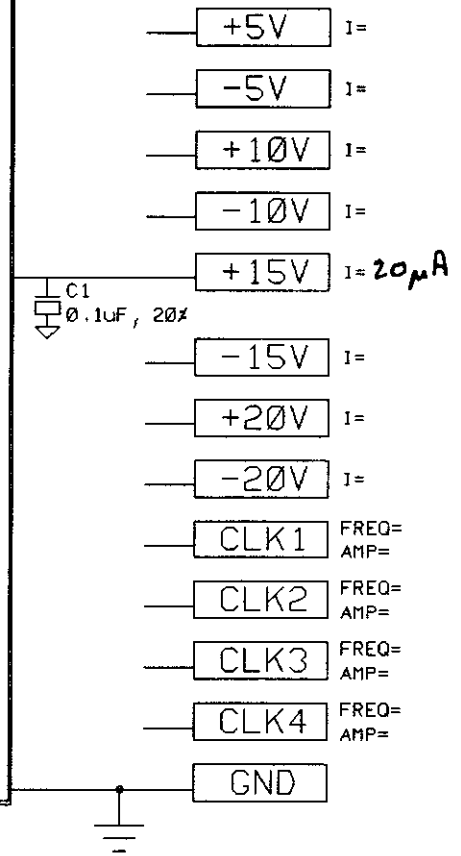 +5V I=
-5V I=
+10V I=
-10V I=
+15V I= 20μA
C1
0.1uF, 20%
-15V I=
+20V I=
-20V I=
CLK1 FREQ=
AMP=
CLK2 FREQ=
AMP=
CLK3 FREQ=
AMP=
CLK4 FREQ=
AMP=
GND